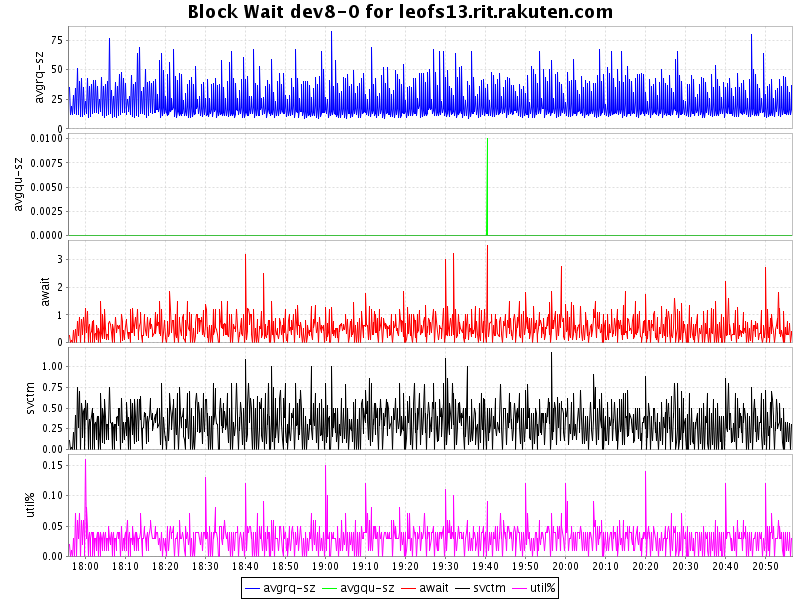 Block Wait dev8-0 for leofs13.rit.rakuten.com
avgrq-sz
75
50
25
0
avgqu-sz
0.0100
0.0075
0.0050
0.0025
0.0000
await
3
2
1
0
svctm
1.00
0.75
0.50
0.25
0.00
util%
0.15
0.10
0.05
0.00
18:00 18:10 18:20 18:30 18:40 18:50 19:00 19:10 19:20 19:30 19:40 19:50 20:00 20:10 20:20 20:30 20:40 20:50
avgrq-sz avgqu-sz await svctm util%